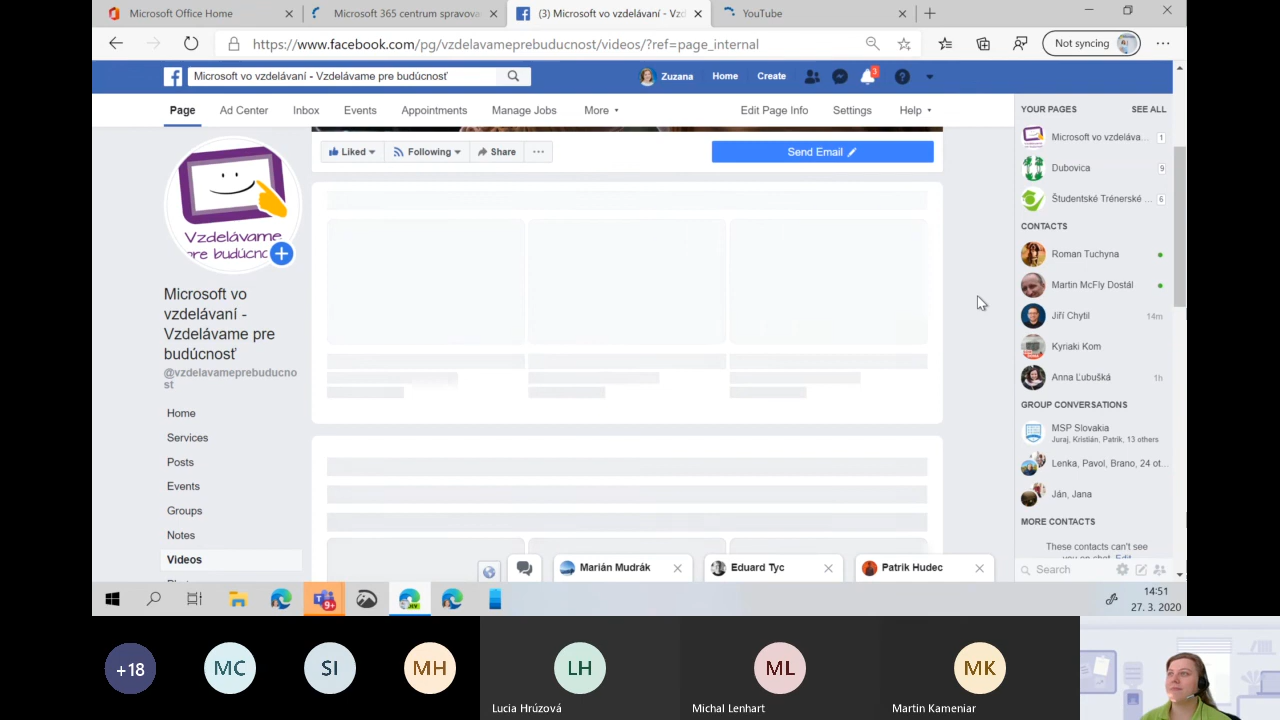 Microsoft Office Home
Microsoft 365 centrum spravova
(3) Microsoft vo vzdelávaní - Vzd
YouTube
https://www.facebook.com/pg/vzdelavameprebuducnost/videos/?ref=page_internal
Not syncing
Microsoft vo vzdelávaní - Vzdelávame pre budúcnosť
Zuzana
Home
Create
3
Page
Ad Center
Inbox
Events
Appointments
Manage Jobs
More
Edit Page Info
Settings
Help
Liked
Following
Share
Send Email
Vzdelávame
pre budúcno
Microsoft vo
vzdelávaní -
Vzdelávame pre
budúcnosť
@vzdelavameprebuducno
st
Home
Services
Posts
Events
Groups
Notes
Videos
YOUR PAGES SEE ALL
Microsoft vo vzdeláva... 1
Dubovica 9
Študentské Trénerské ... 6
CONTACTS
Roman Tuchyna
Martin McFly Dostál
Jiří Chytil 14m
Kyriaki Kom
Anna Ľubušká 1h
GROUP CONVERSATIONS
MSP Slovakia
Juraj, Kristián, Patrik, 13 others
Lenka, Pavol, Brano, 24 ot...
Ján, Jana
MORE CONTACTS
These contacts can't see
Search
Marián Mudrák
Eduard Tyc
Patrik Hudec
9+
14:51
27. 3. 2020
+18
MC
SI
MH
LH
ML
MK
Lucia Hrúzová
Michal Lenhart
Martin Kameniar